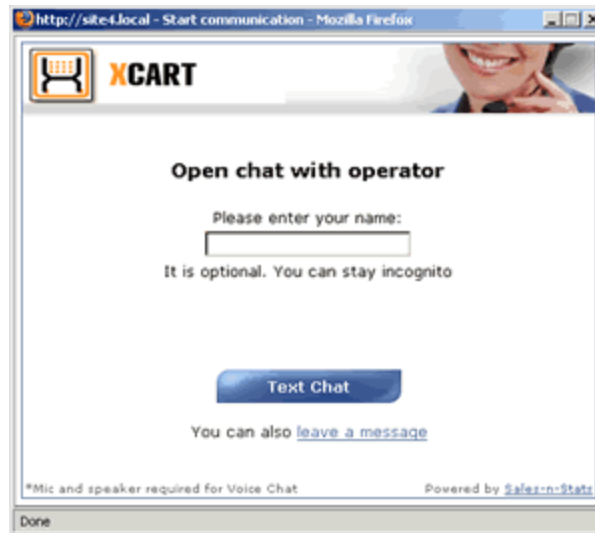 http://site4.local - Start communication - Mozilla Firefox
XCART
Open chat with operator
Please enter your name:
It is optional. You can stay incognito
Text Chat
You can also leave a message
*Mic and speaker required for Voice Chat Powered by Sales-n-Stats
Done